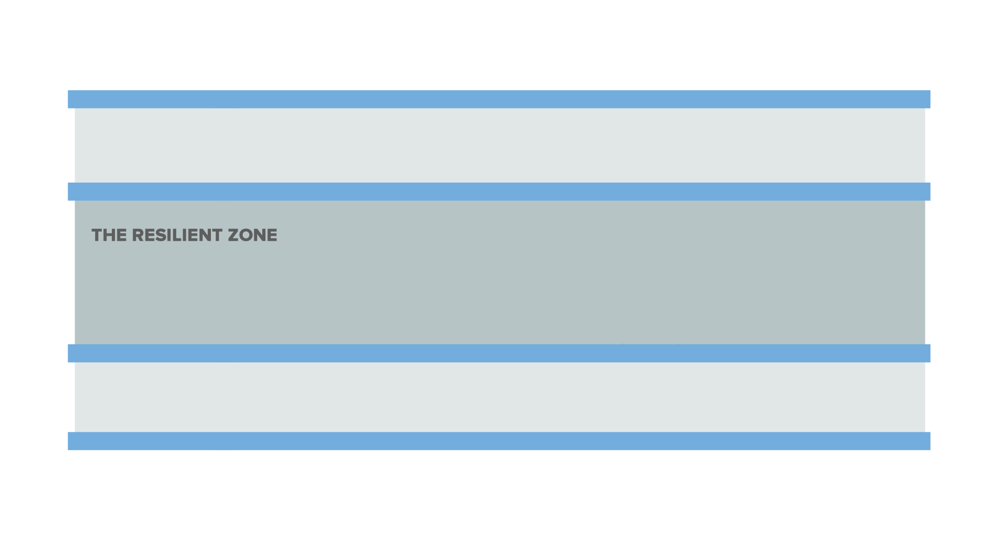 THE RESILIENT ZONE